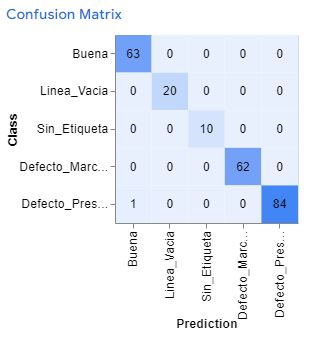 Confusion Matrix
Class
Buena 63 0 0 0 0
Linea_Vacia 0 20 0 0 0
Sin_Etiqueta 0 0 10 0 0
Defecto_Marc... 0 0 0 62 0
Defecto_Pres... 1 0 0 0 84
Buena
Linea_Vacia
Sin_Etiqueta
Defecto_Marc...
Defecto_Pres...
Prediction